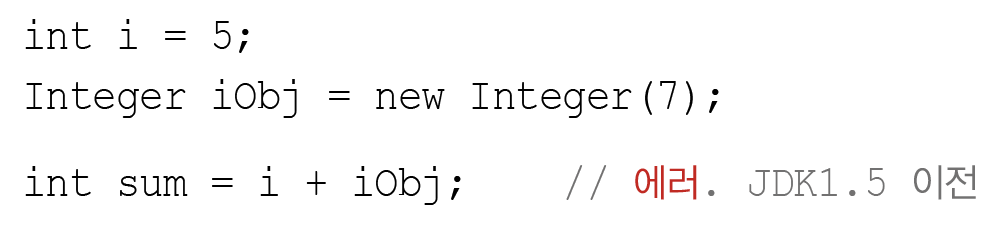 int i = 5;
Integer iObj = new Integer(7);
int sum = i + iObj;    // 에러. JDK1.5 이전